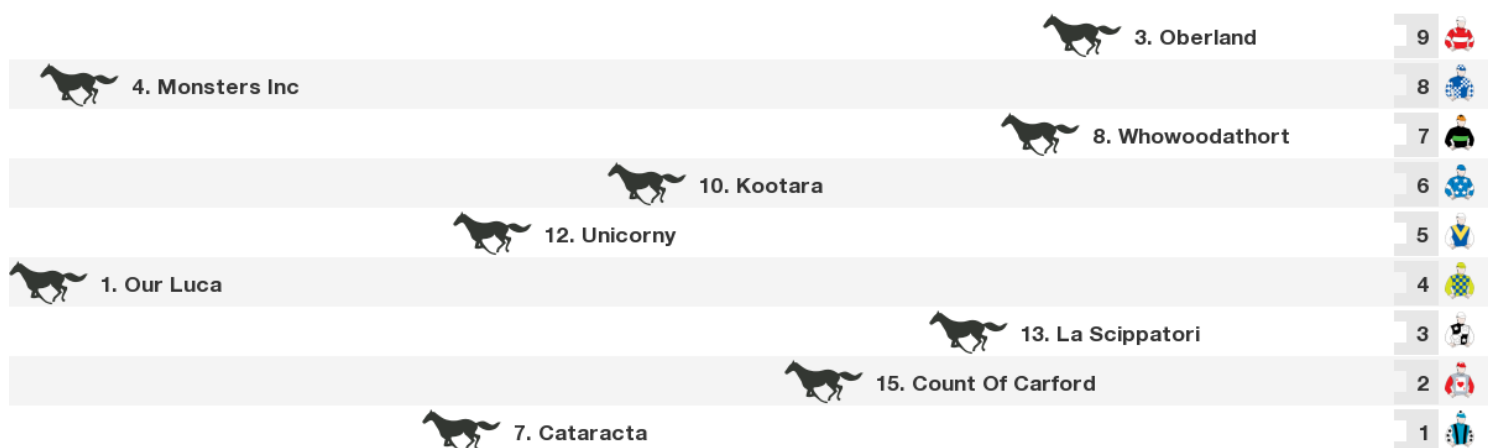 3. Oberland 9
4. Monsters Inc 8
8. Whowoodathort 7
10. Kootara 6
12. Unicorny 5
1. Our Luca 4
13. La Scippatori 3
15. Count Of Carford 2
7. Cataracta 1